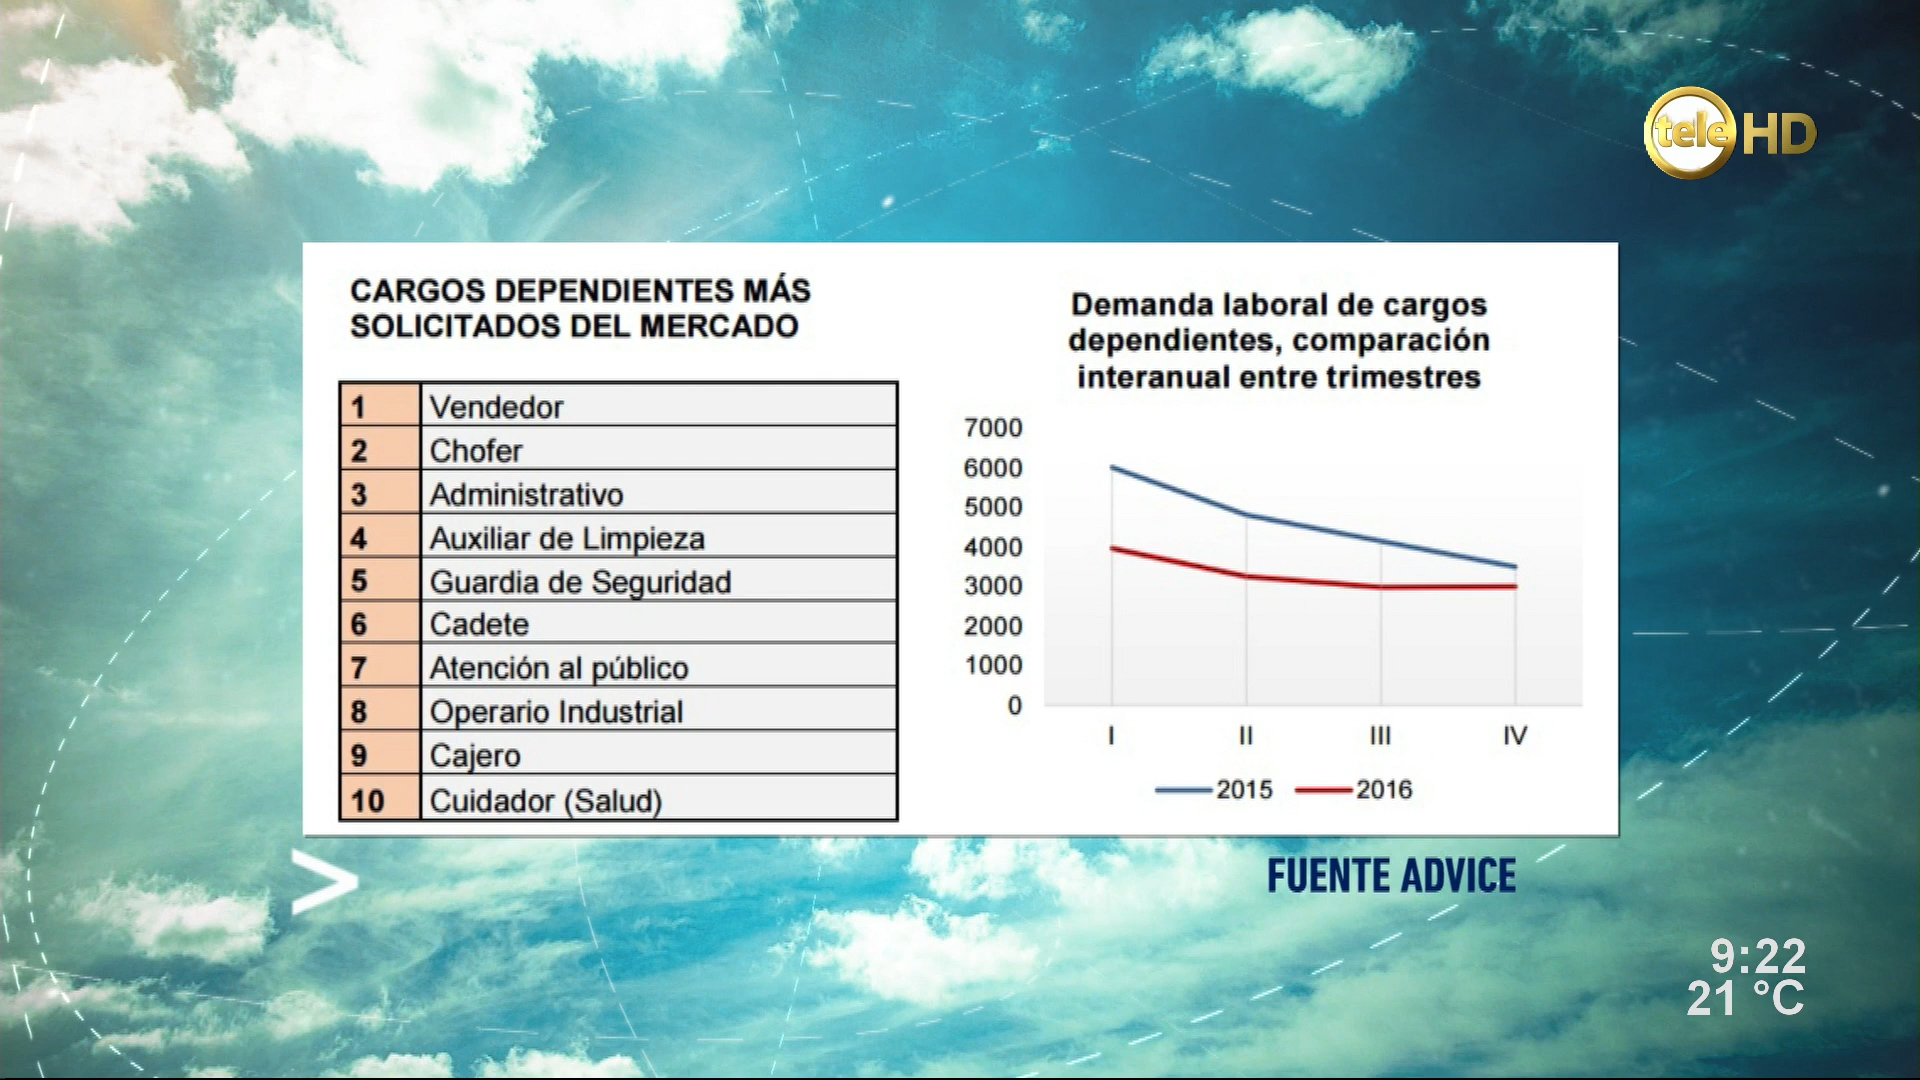 tele HD
CARGOS DEPENDIENTES MÁS
SOLICITADOS DEL MERCADO
1 Vendedor
2 Chofer
3 Administrativo
4 Auxiliar de Limpieza
5 Guardia de Seguridad
6 Cadete
7 Atención al público
8 Operario Industrial
9 Cajero
10 Cuidador (Salud)
Demanda laboral de cargos
dependientes, comparación
interanual entre trimestres
7000
6000
5000
4000
3000
2000
1000
0
I II III IV
2015 2016
>
FUENTE ADVICE
9:22
21 °C